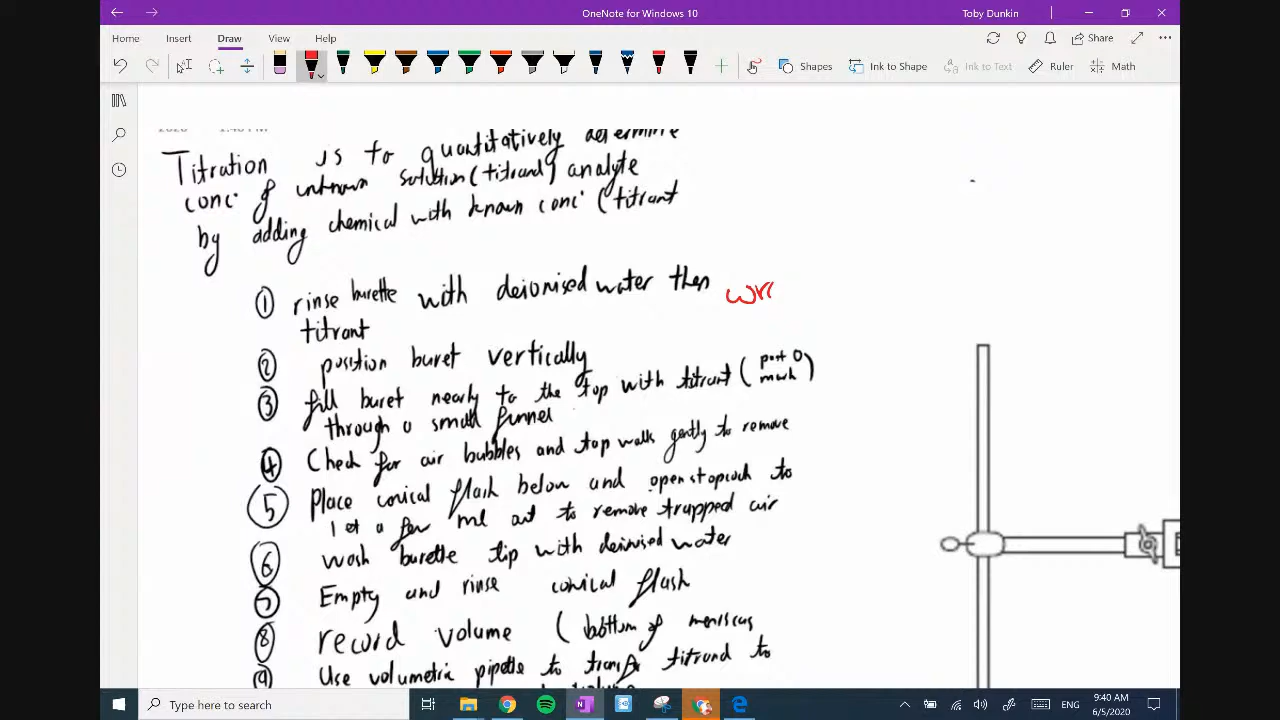 OneNote for Windows 10
Toby Dunkin
Home Insert Draw View Help
Share
Shapes Ink to Shape Ink to Text Ruler Math
Titration is to quantitatively determine
conc of unknown solution (titrand) analyte
by adding chemical with known conc (titrant
① rinse burette with deionised water then
titrant
② position buret vertically
③ fill buret nearly to the top with titrant (past 0 mark)
through a small funnel
④ Check for air bubbles and tap walls gently to remove
⑤ Place conical flask below and open stopcock to
let a few ml out to remove trapped air
⑥ wash burette tip with deionised water
⑦ Empty and rinse conical flask
⑧ record volume (bottom of meniscus
⑨ Use volumetric pipette to titrand to
Type here to search
ENG
9:40 AM
6/5/2020